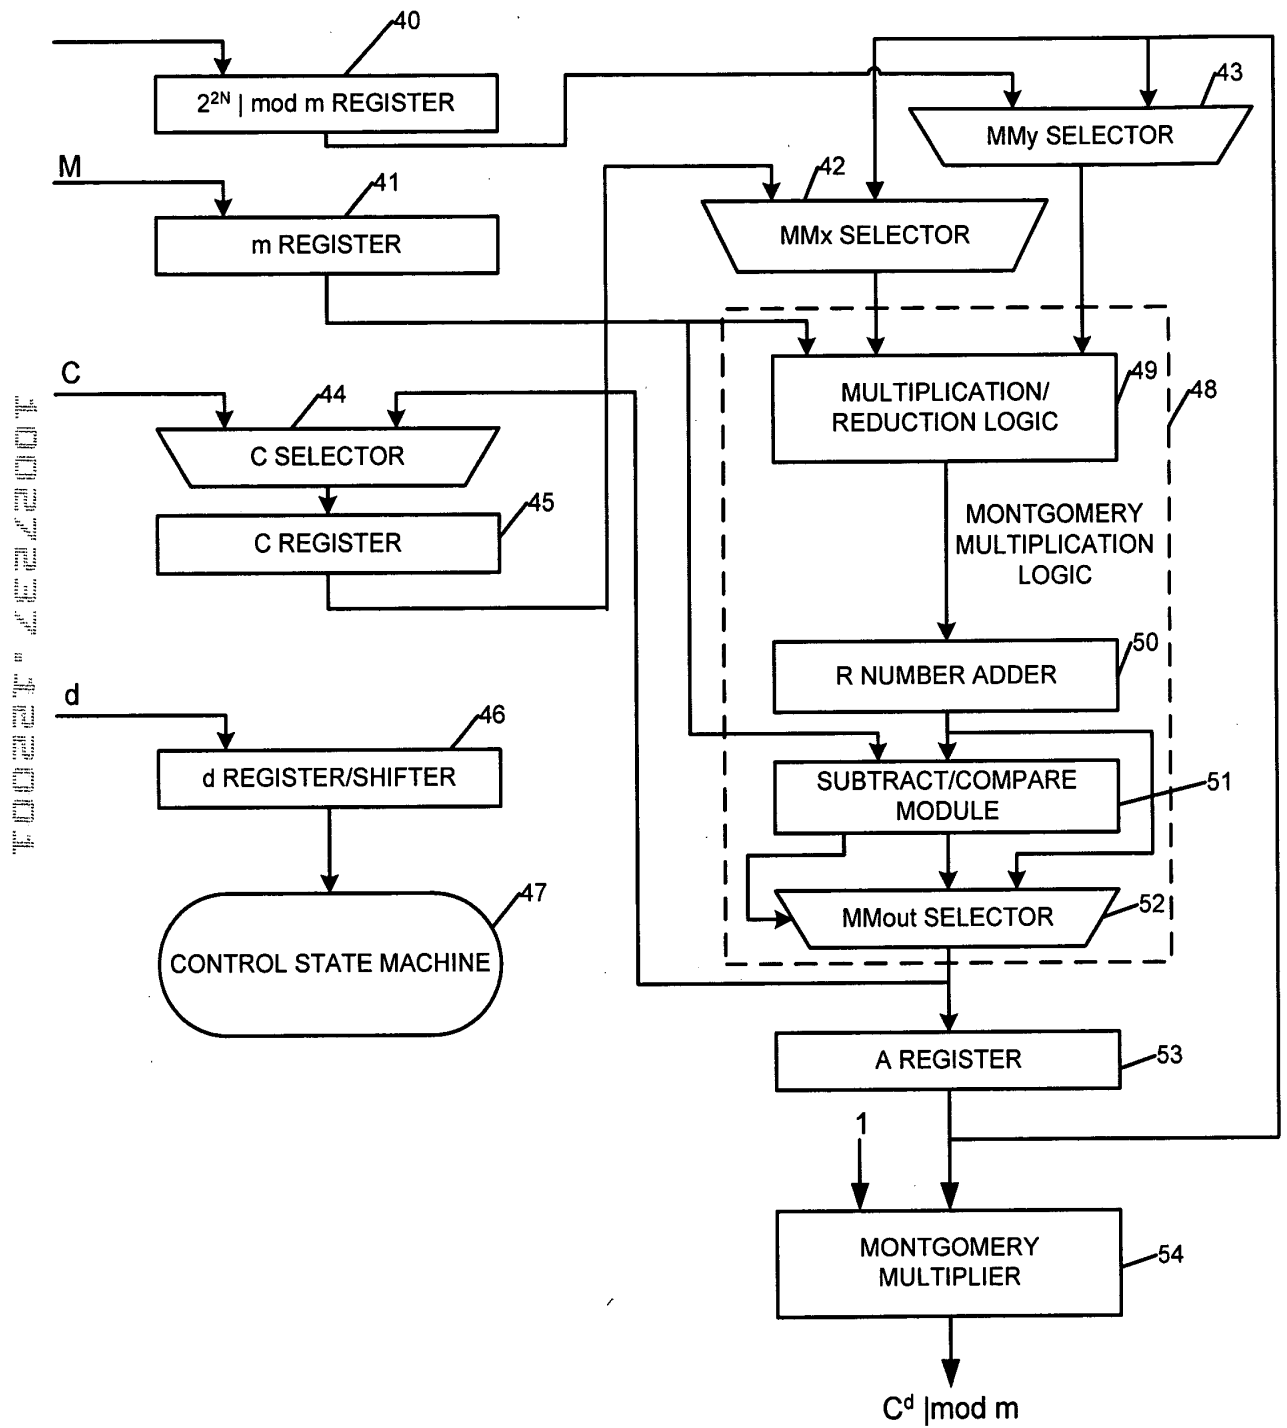 40
2^2N | mod m REGISTER
43
MMy SELECTOR
M
41
m REGISTER
42
MMx SELECTOR
C
44
C SELECTOR
45
C REGISTER
49
48
MULTIPLICATION/
REDUCTION LOGIC
MONTGOMERY
MULTIPLICATION
LOGIC
50
R NUMBER ADDER
d
46
d REGISTER/SHIFTER
51
SUBTRACT/COMPARE
MODULE
47
CONTROL STATE MACHINE
52
MMout SELECTOR
53
A REGISTER
1
54
MONTGOMERY
MULTIPLIER
C^d |mod m
10027237.122001